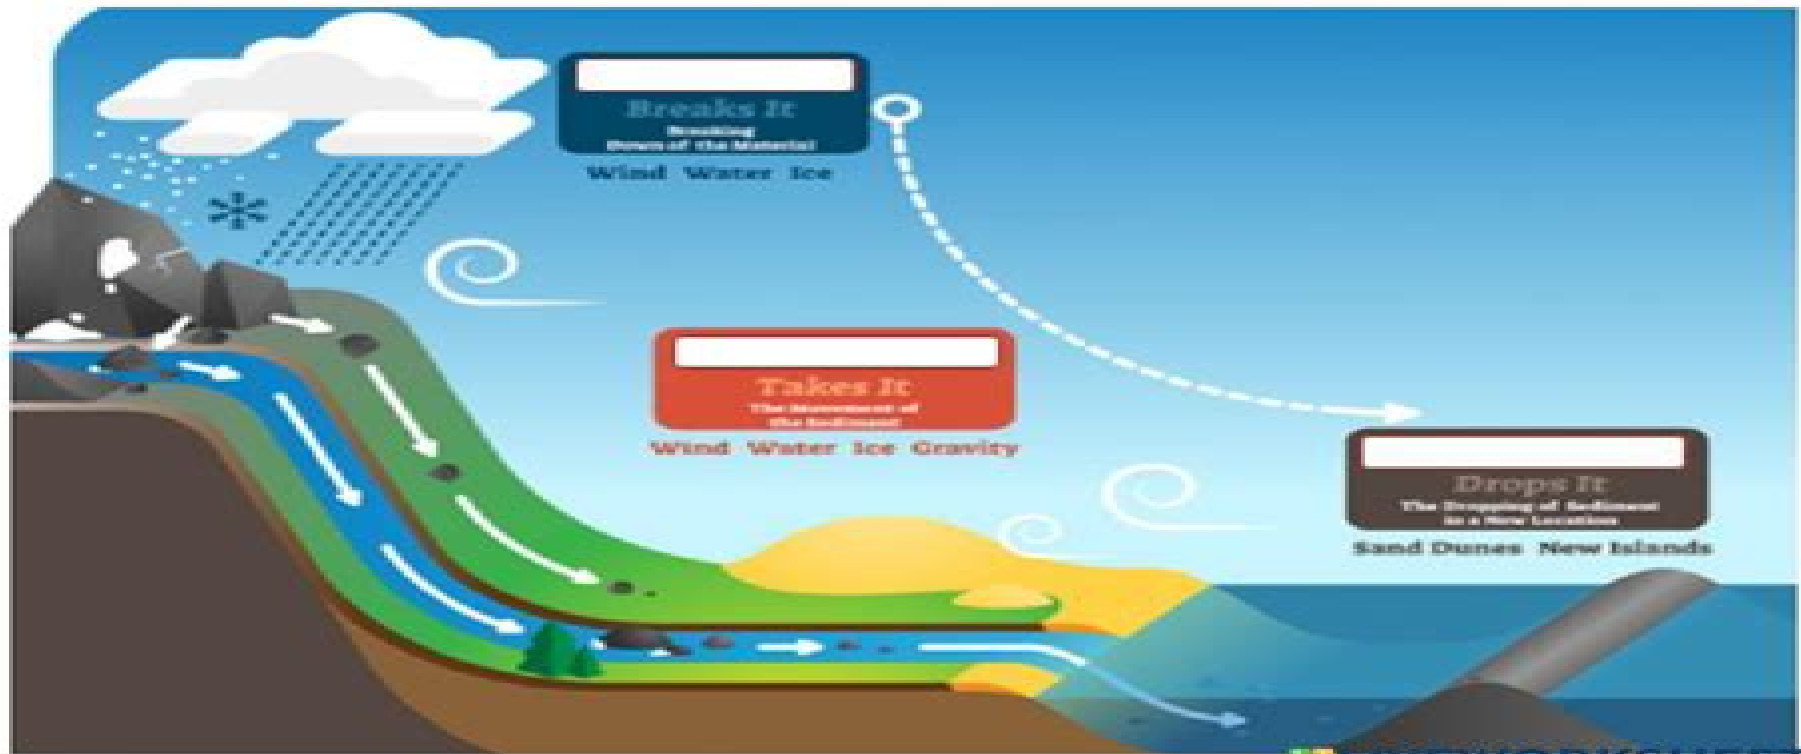 Breaks It
Breaking
Down of the Material
Wind Water Ice
Takes It
The Movement of
the Sediment
Wind Water Ice Gravity
Drops It
The Dropping of Sediment
in a New Location
Sand Dunes New Islands